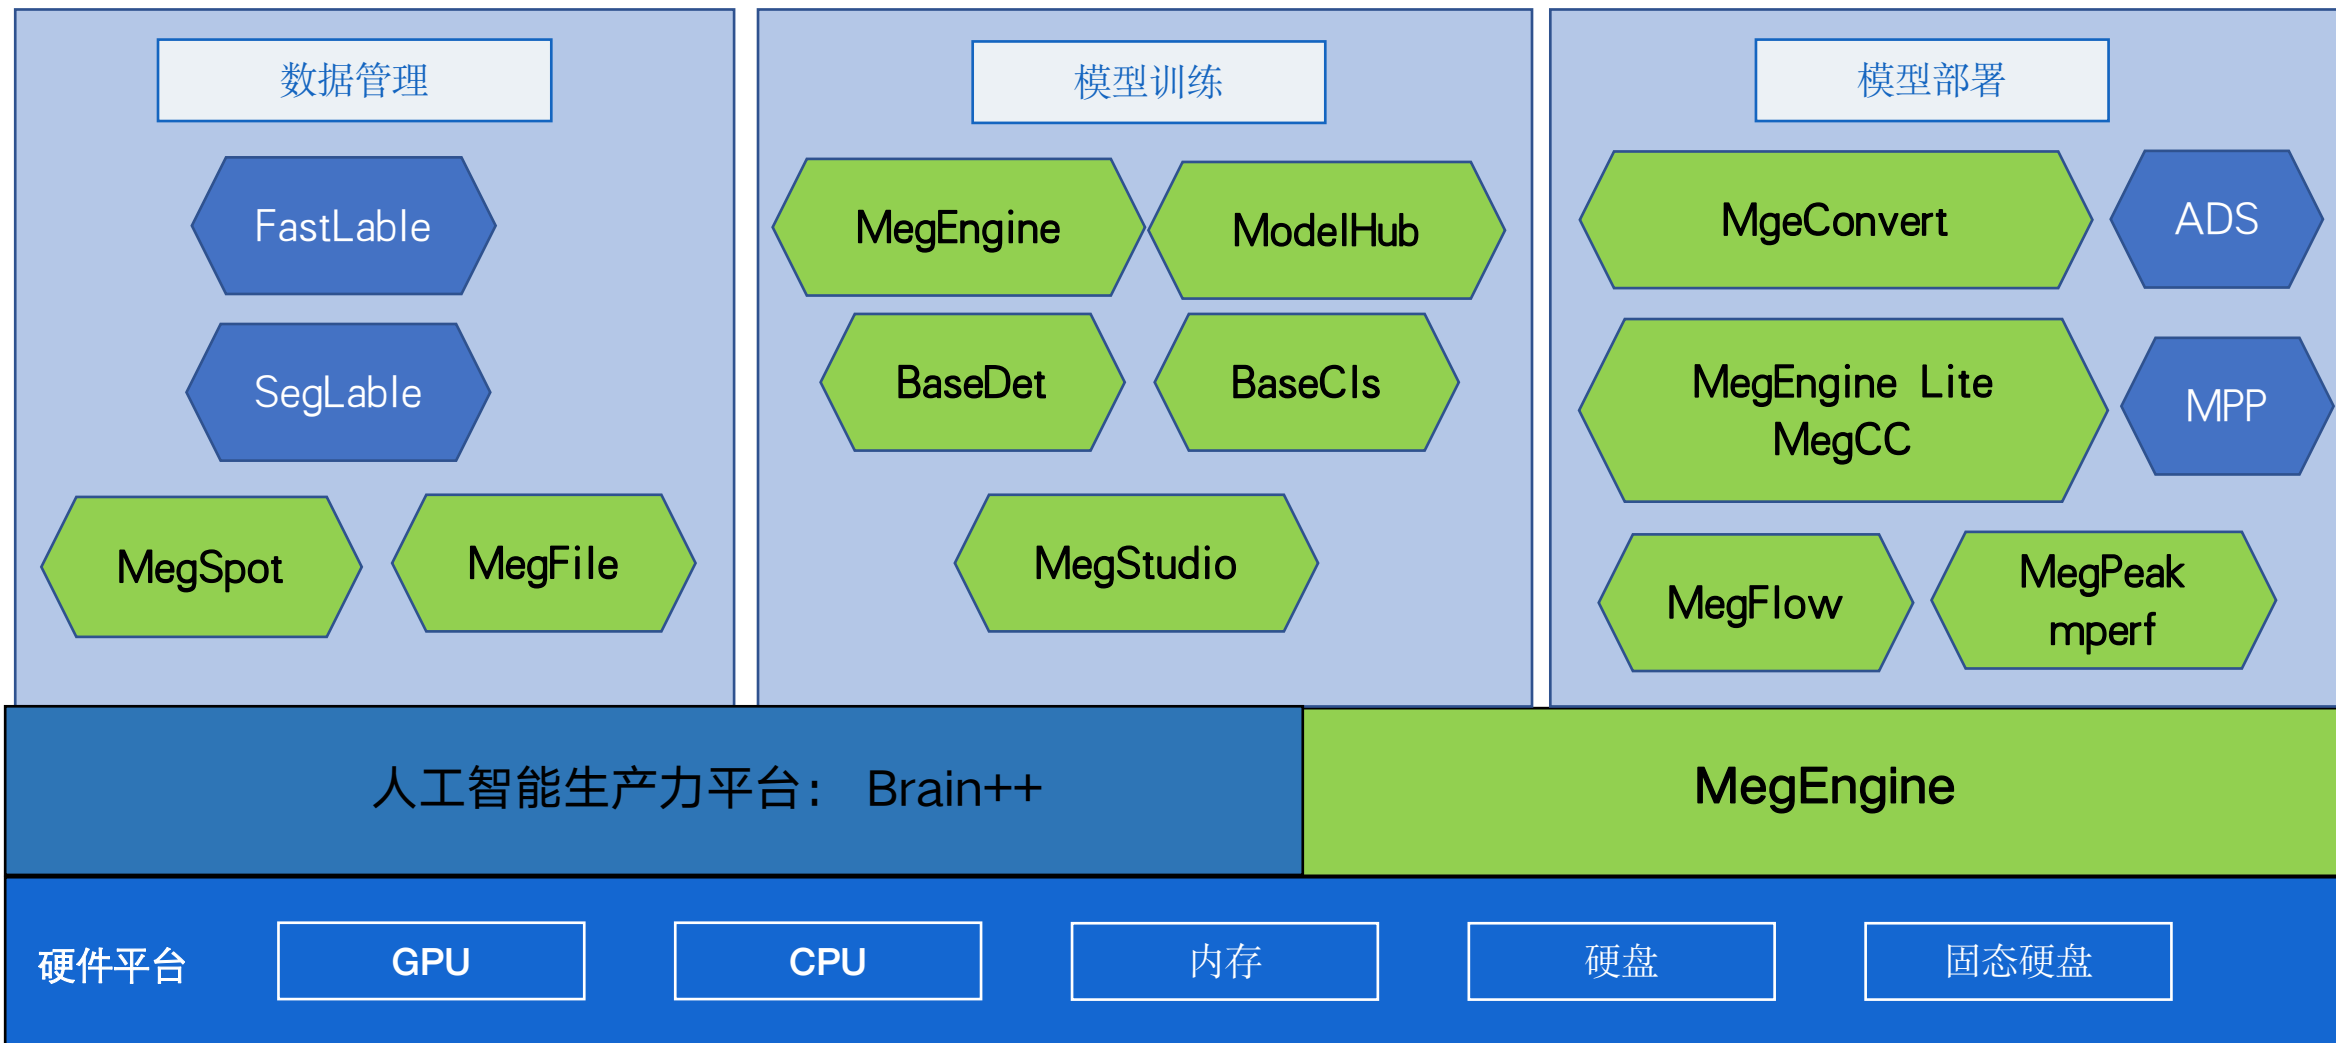 数据管理
FastLable
SegLable
MegSpot
MegFile
模型训练
MegEngine
ModelHub
BaseDet
BaseCls
MegStudio
模型部署
MgeConvert
ADS
MegEngine Lite
MegCC
MPP
MegFlow
MegPeak
mperf
人工智能生产力平台： Brain++
MegEngine
硬件平台
GPU
CPU
内存
硬盘
固态硬盘